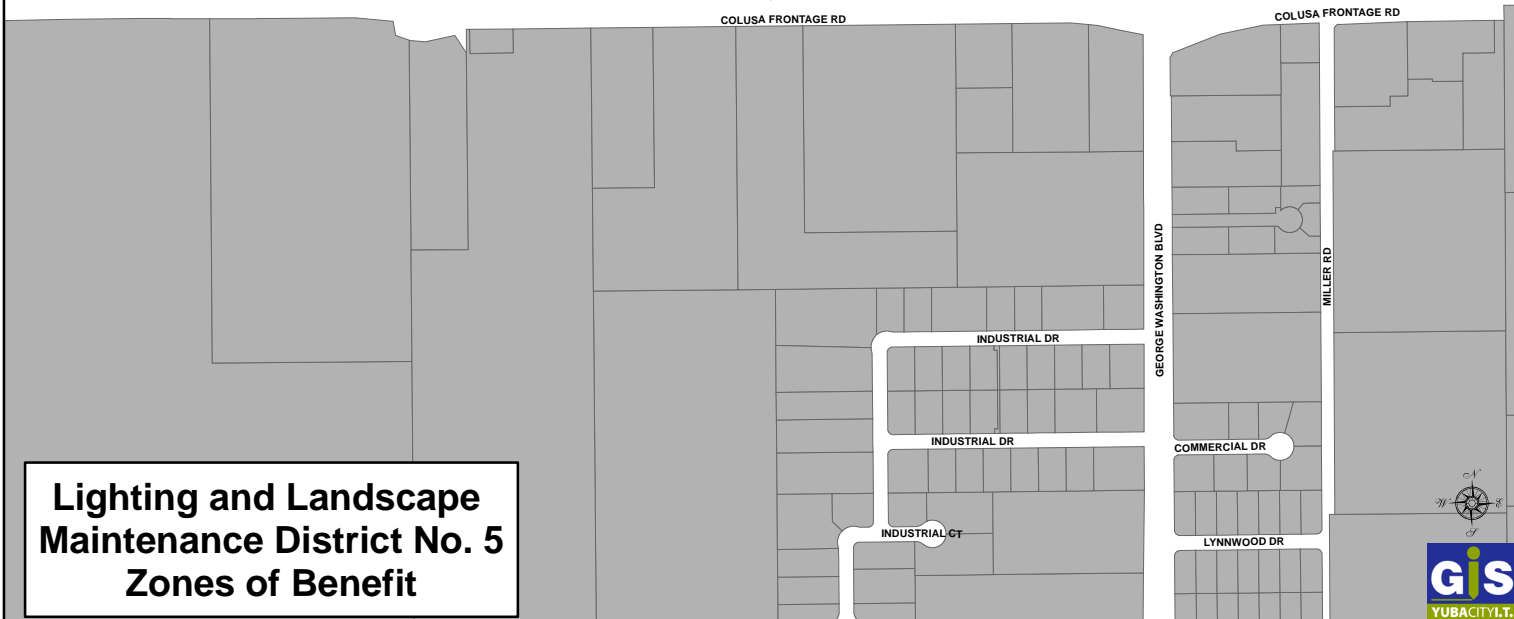 COLUSA FRONTAGE RD
COLUSA FRONTAGE RD
GEORGE WASHINGTON BLVD
MILLER RD
INDUSTRIAL DR
INDUSTRIAL DR
COMMERCIAL DR
INDUSTRIAL CT
LYNNWOOD DR
Lighting and Landscape
Maintenance District No. 5
Zones of Benefit
N
W
E
S
GIS
YUBACITYI.T.